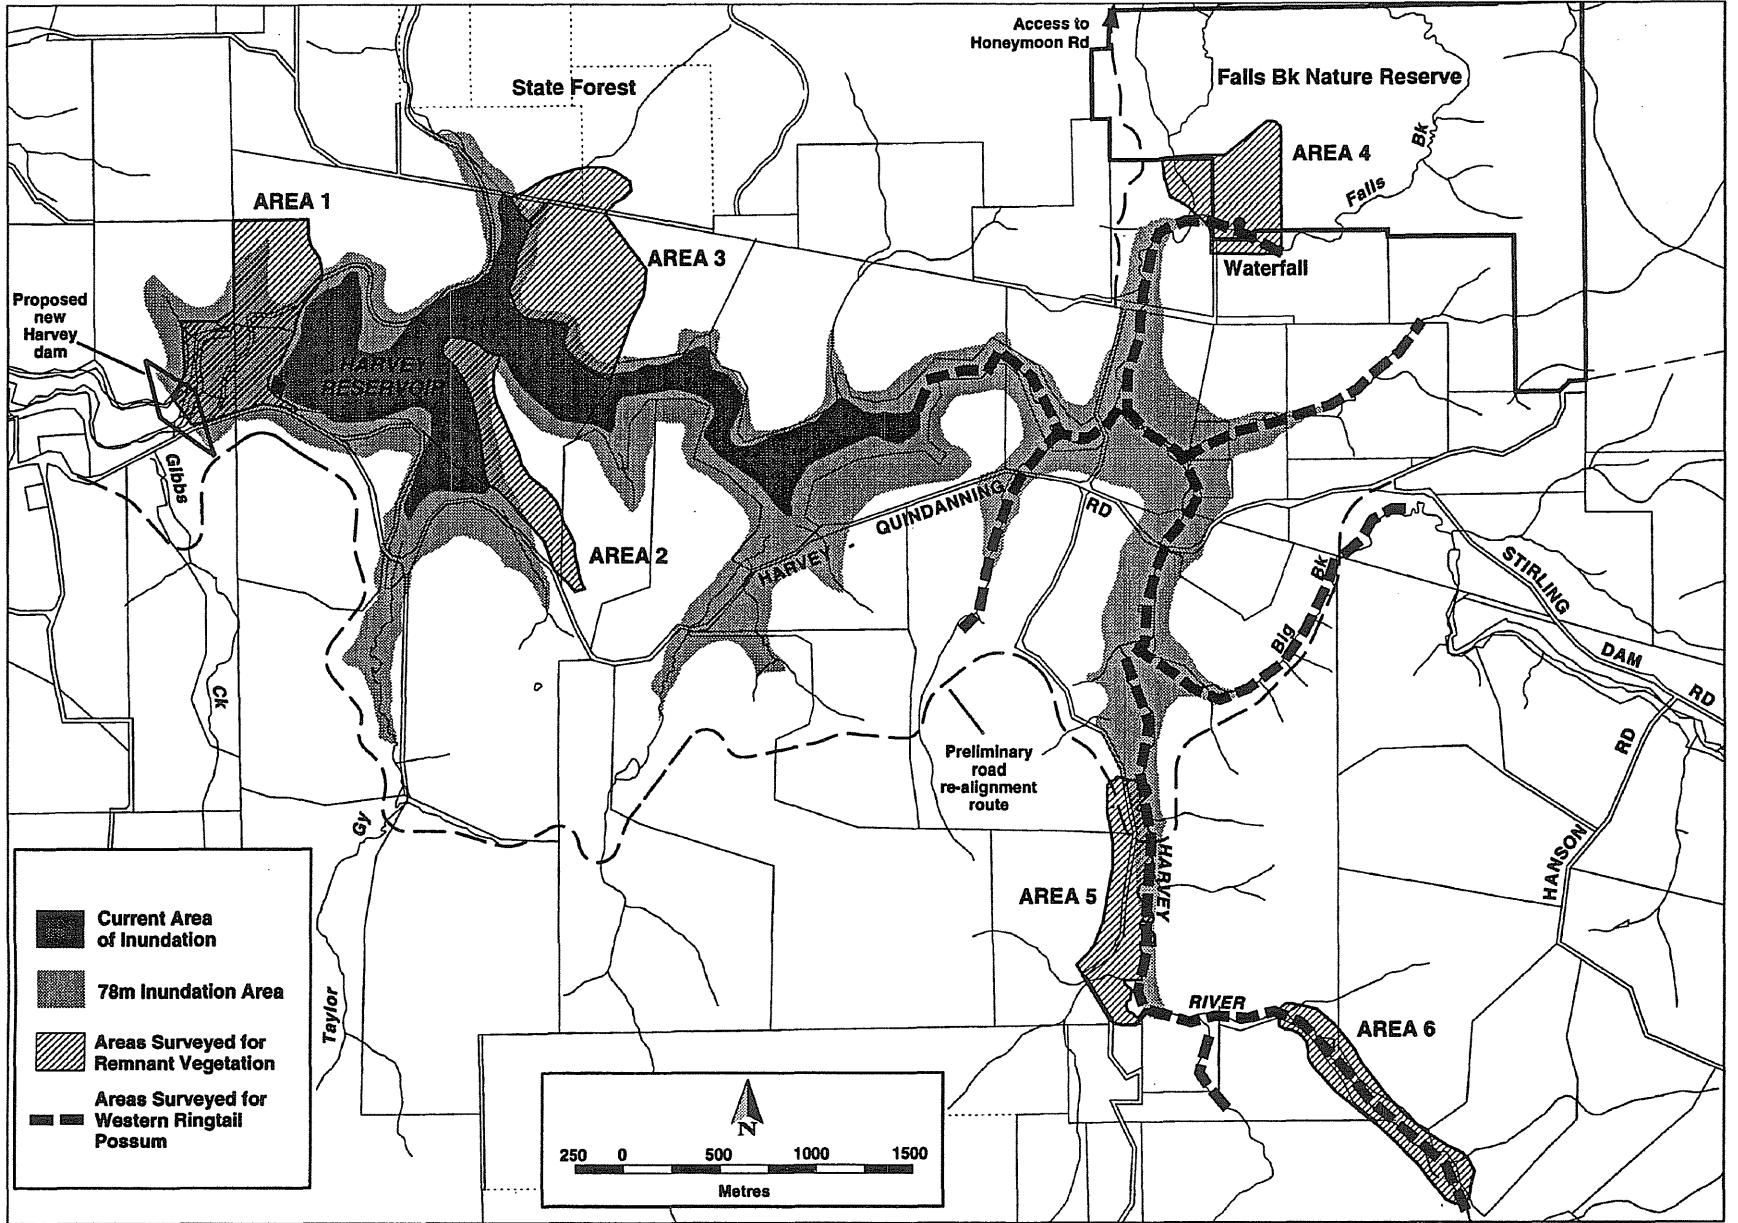 Access to
Honeymoon Rd
State Forest
Falls Bk Nature Reserve
Bk
Falls
AREA 4
Waterfall
AREA 1
AREA 3
Proposed
new
Harvey
dam
HARVEY
RESERVOIR
Gibbs
Ck
QUINDANNING
RD
HARVEY
AREA 2
Big
Bk
STIRLING
DAM
RD
HANSON
RD
Preliminary
road
re-alignment
route
Gy
Taylor
AREA 5
HARVEY
RIVER
AREA 6
Current Area
of Inundation
78m Inundation Area
Areas Surveyed for
Remnant Vegetation
Areas Surveyed for
Western Ringtail
Possum
N
250 0 500 1000 1500
Metres